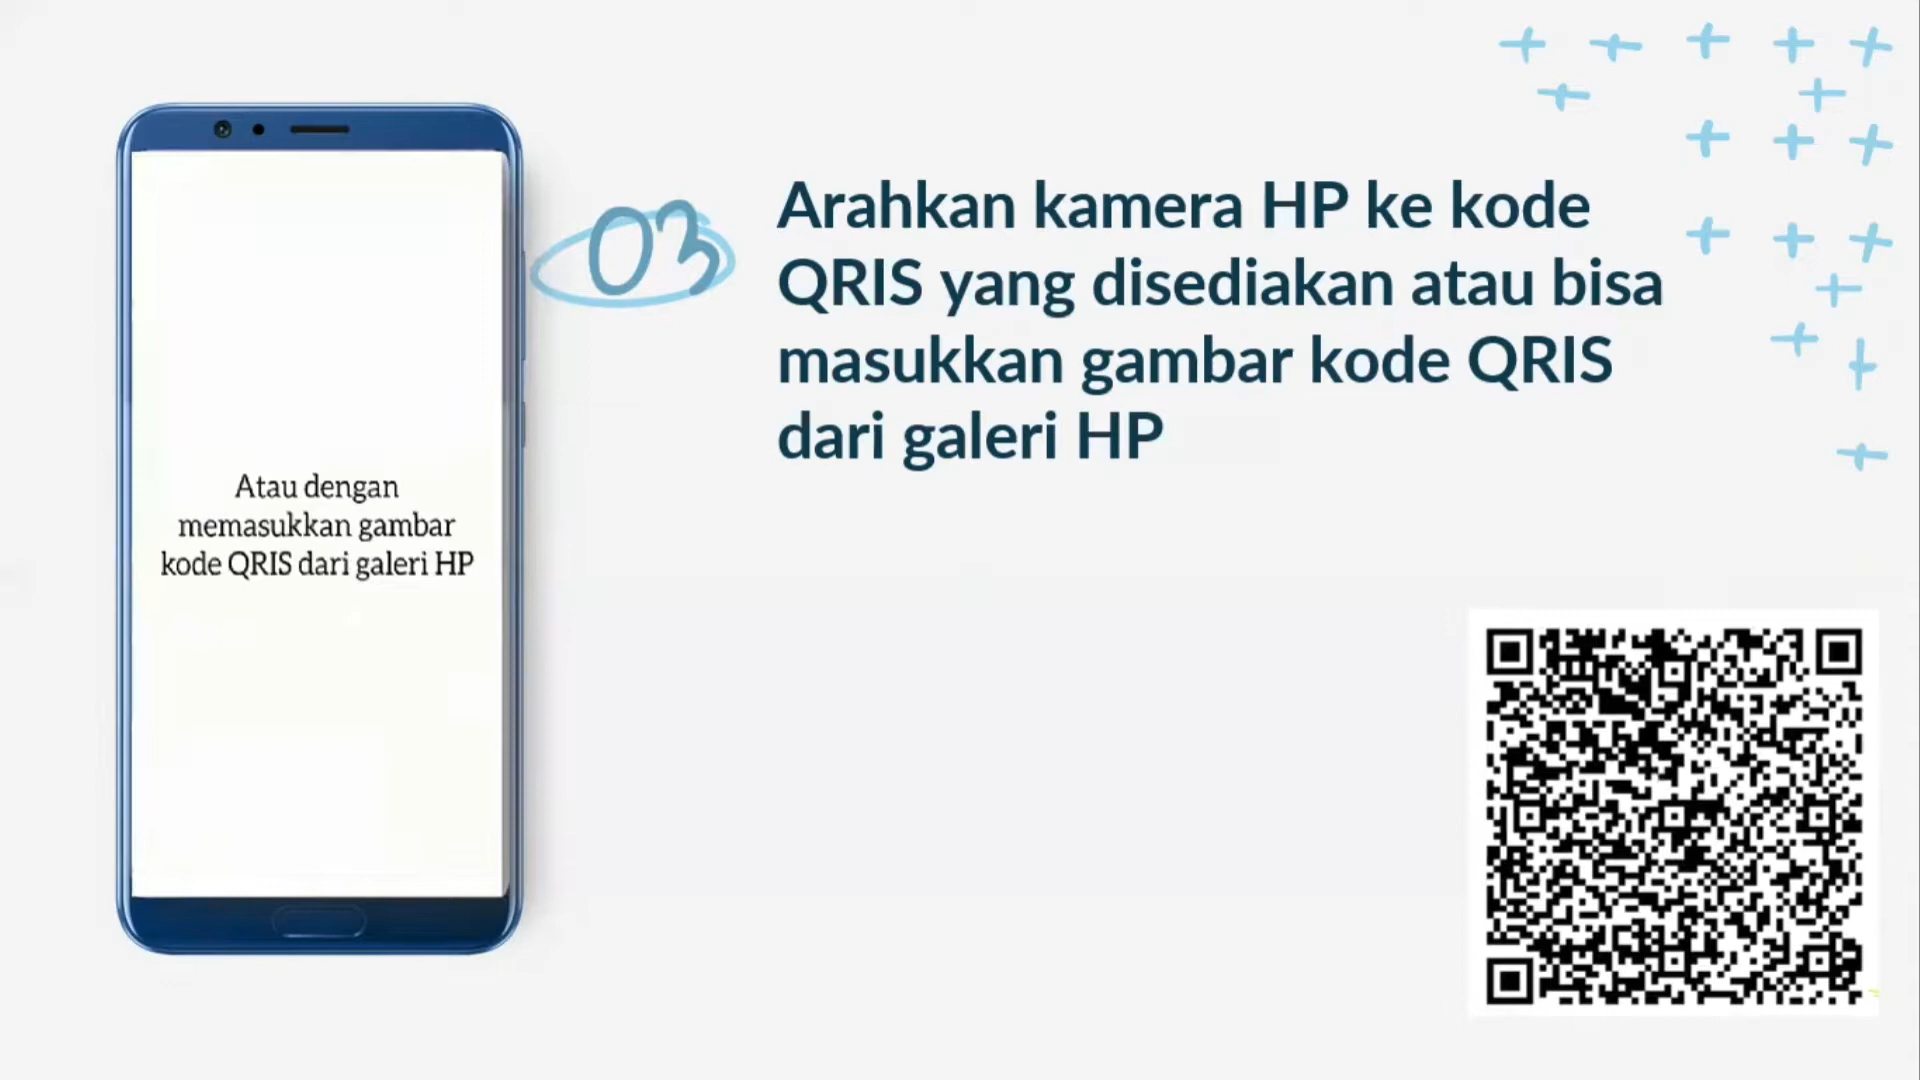 03
Arahkan kamera HP ke kode
QRIS yang disediakan atau bisa
masukkan gambar kode QRIS
dari galeri HP
Atau dengan
memasukkan gambar
kode QRIS dari galeri HP